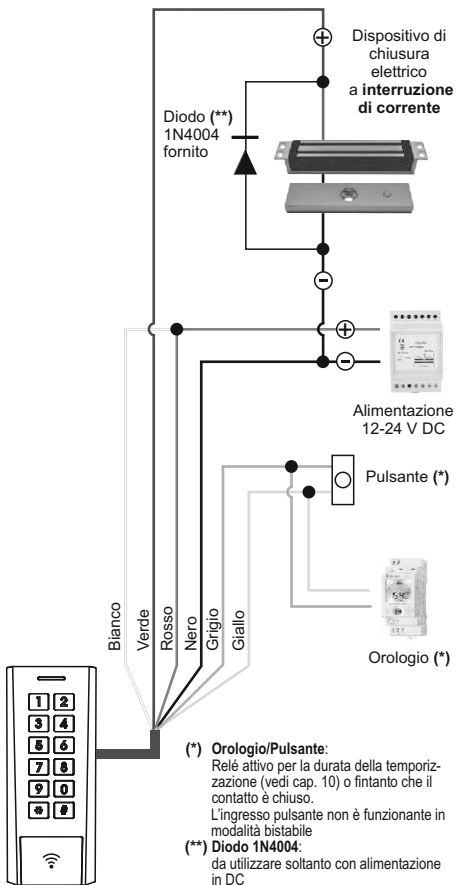 Dispositivo di
chiusura
elettrico
a interruzione
di corrente
Diodo (**)
1N4004
fornito
+
-
+
-
Alimentazione
12-24 V DC
Pulsante (*)
Orologio (*)
Bianco
Verde
Rosso
Nero
Grigio
Giallo
1 2
3 4
5 6
7 8
9 0
* #
(*) Orologio/Pulsante:
Relé attivo per la durata della temporiz-
zazione (vedi cap. 10) o fintanto che il
contatto è chiuso.
L'ingresso pulsante non è funzionante in
modalità bistabile
(**) Diodo 1N4004:
da utilizzare soltanto con alimentazione
in DC